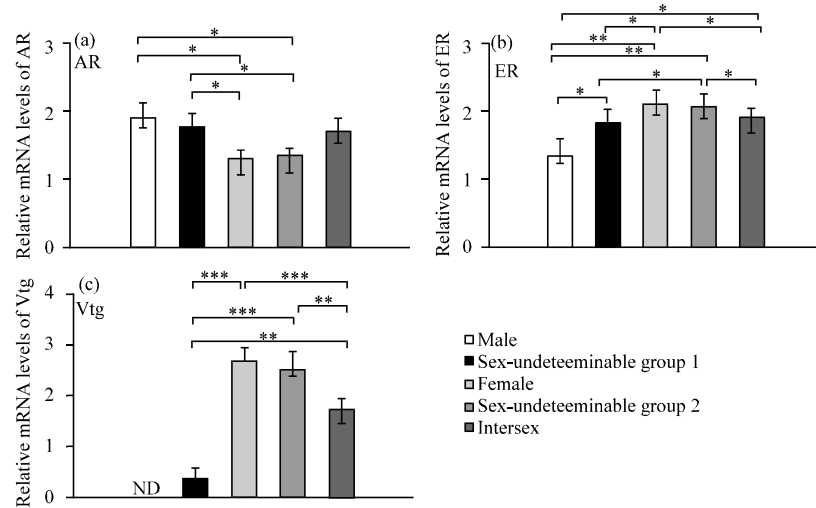 (a)
AR
Relative mRNA levels of AR
3
2
1
0
*
*
*
*
(b)
ER
Relative mRNA levels of ER
3
2
1
0
*
* *
**
**
* *
*
(c)
Vtg
Relative mRNA levels of Vtg
4
3
2
1
0
*** ***
**
***
**
ND
Male
Sex-undeteeminable group 1
Female
Sex-undeteeminable group 2
Intersex